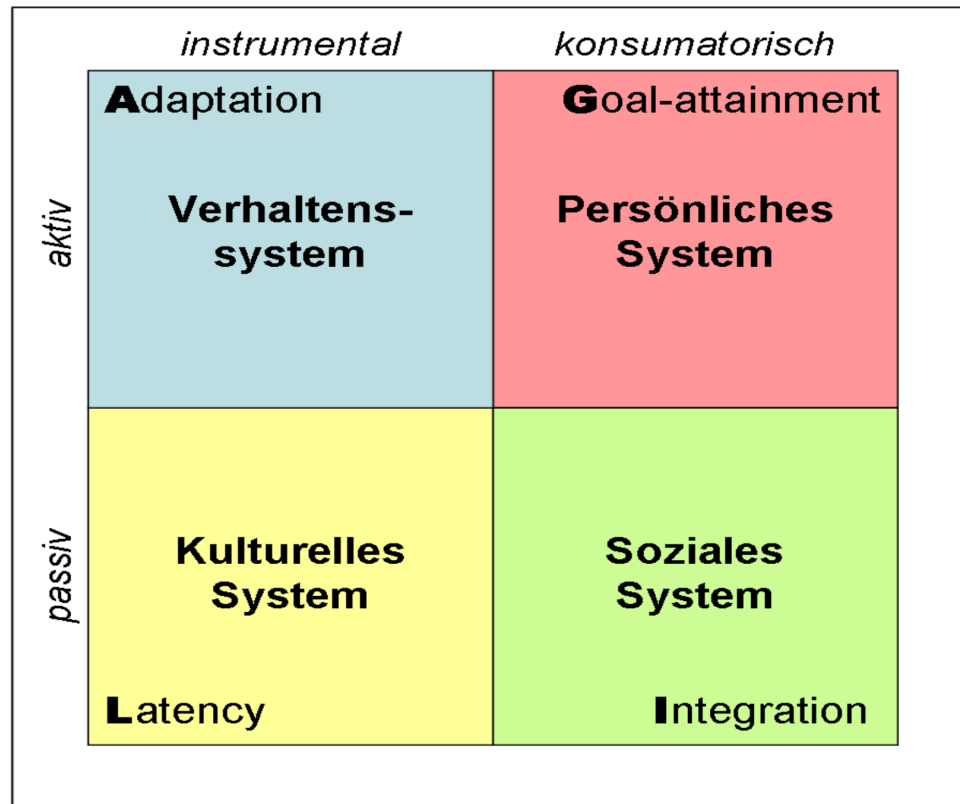 instrumental konsumatorisch
Adaptation Goal-attainment
aktiv
Verhaltens-
system
Persönliches
System
passiv
Kulturelles
System
Soziales
System
Latency Integration